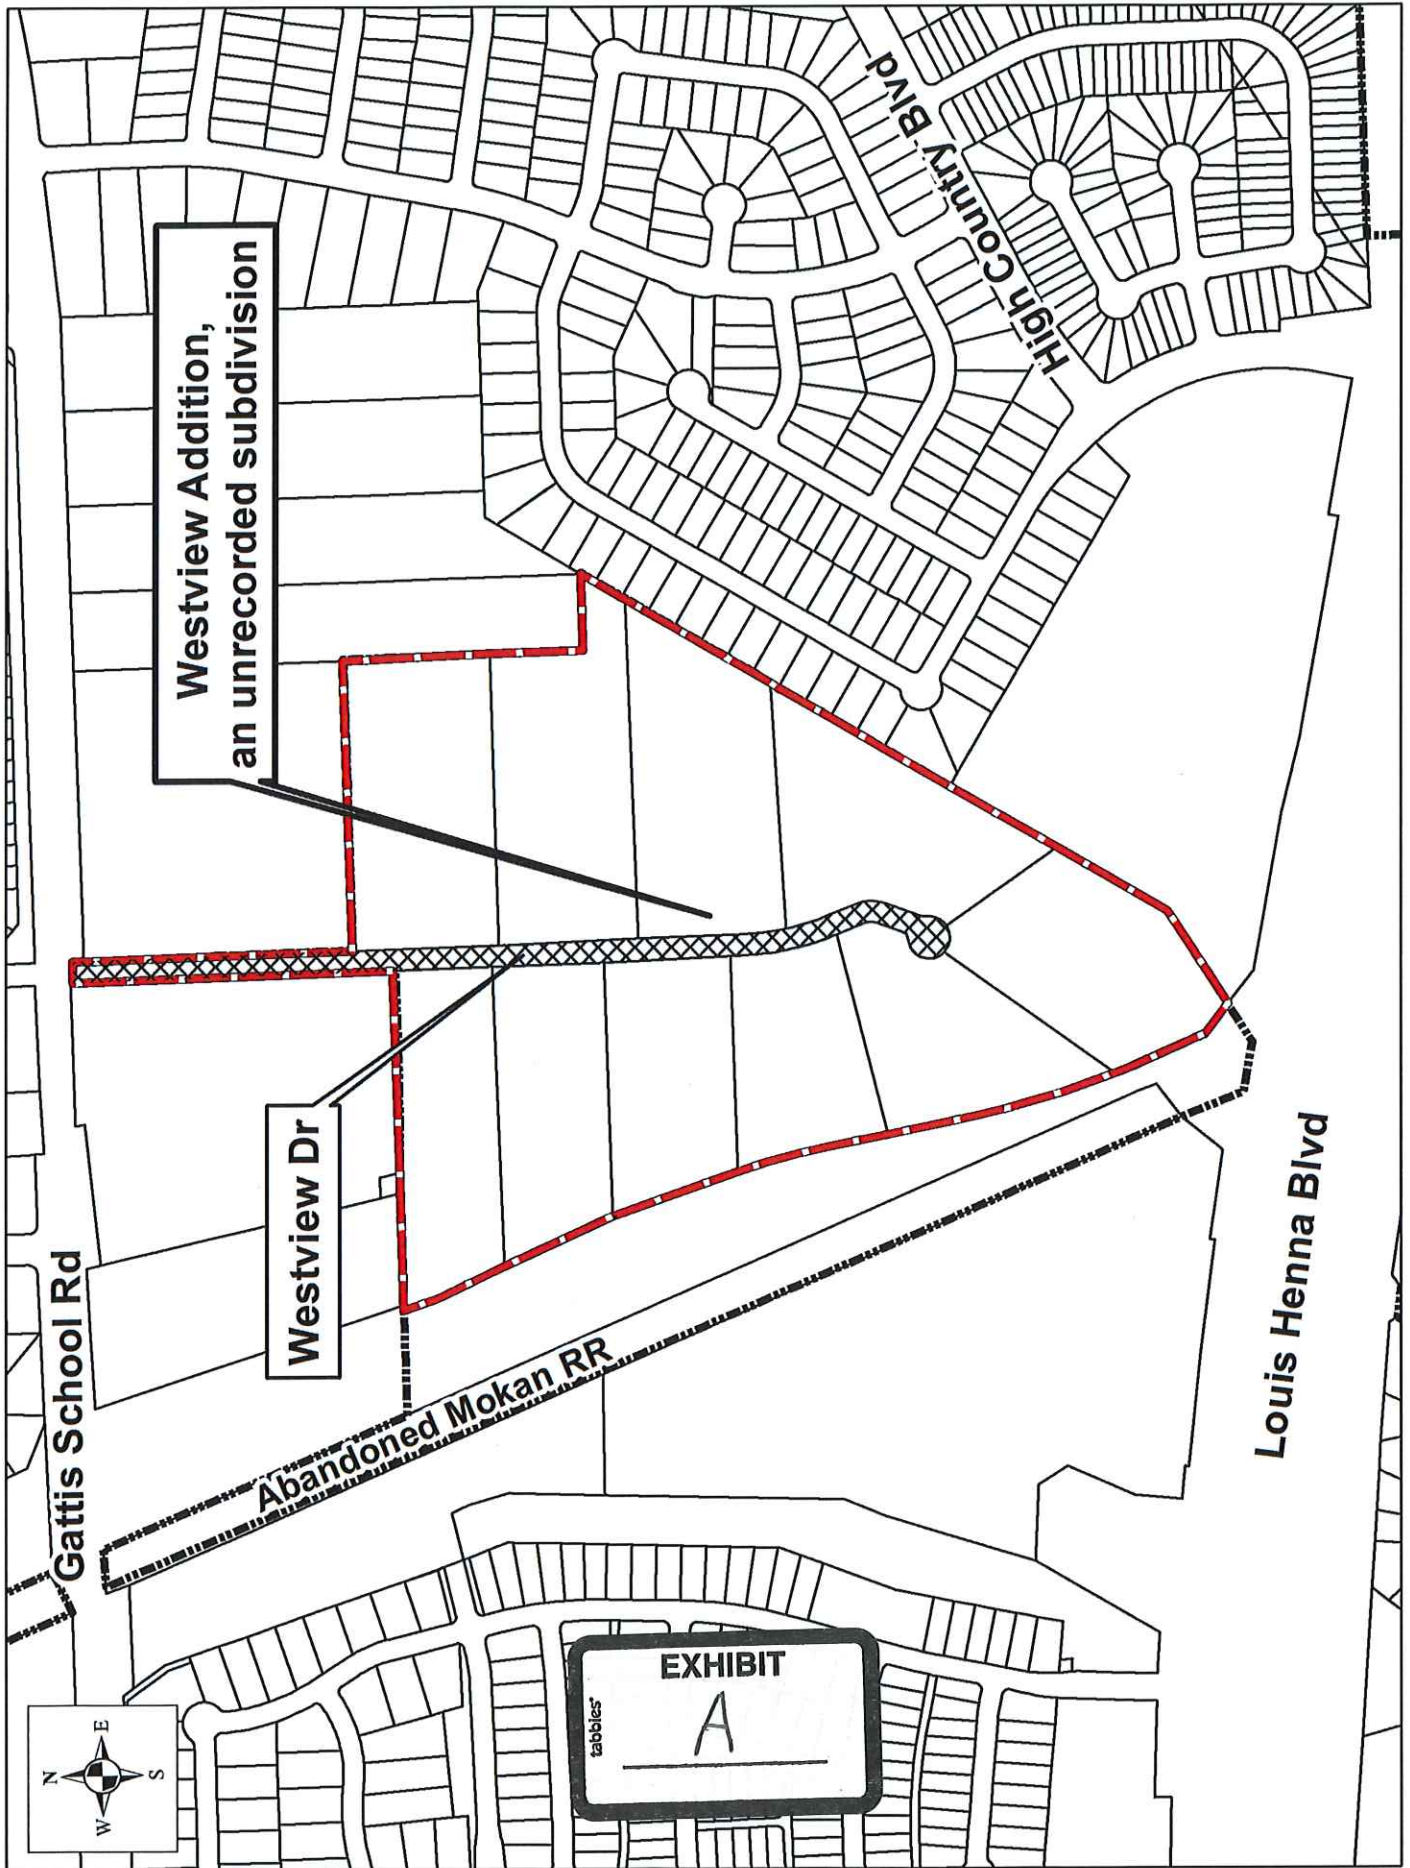 Westview Addition,
an unrecorded subdivision
High Country Blvd
Westview Dr
Gattis School Rd
Abandoned Mokan RR
Louis Henna Blvd
N
W
E
S
EXHIBIT
tabbies®
A